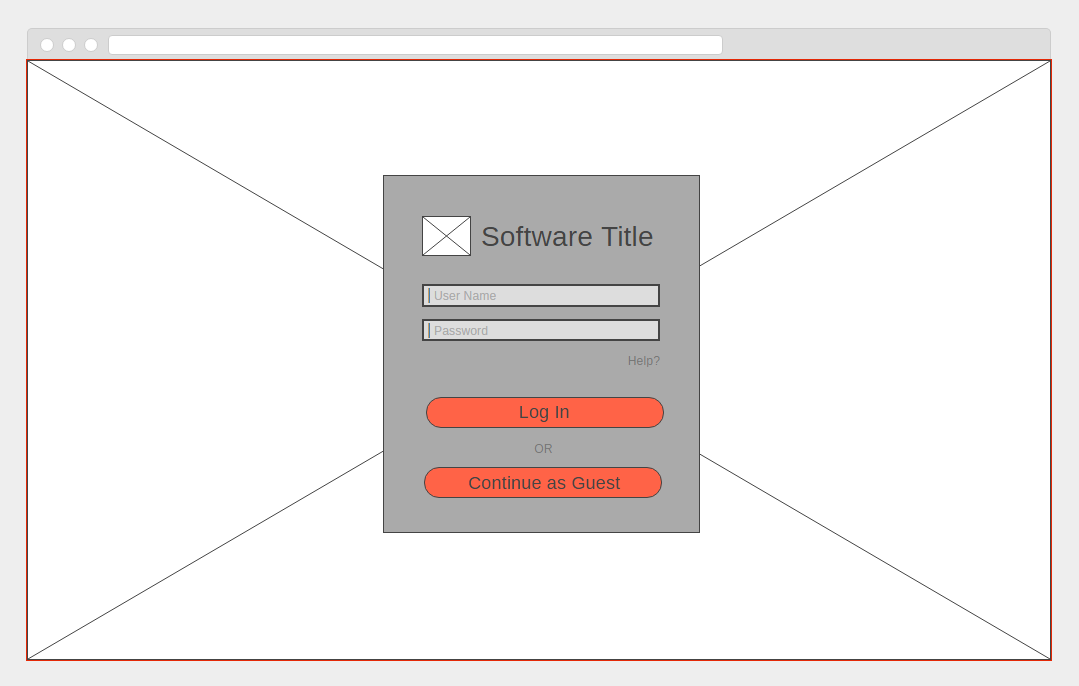 Software Title
User Name
Password
Help?
Log In
OR
Continue as Guest